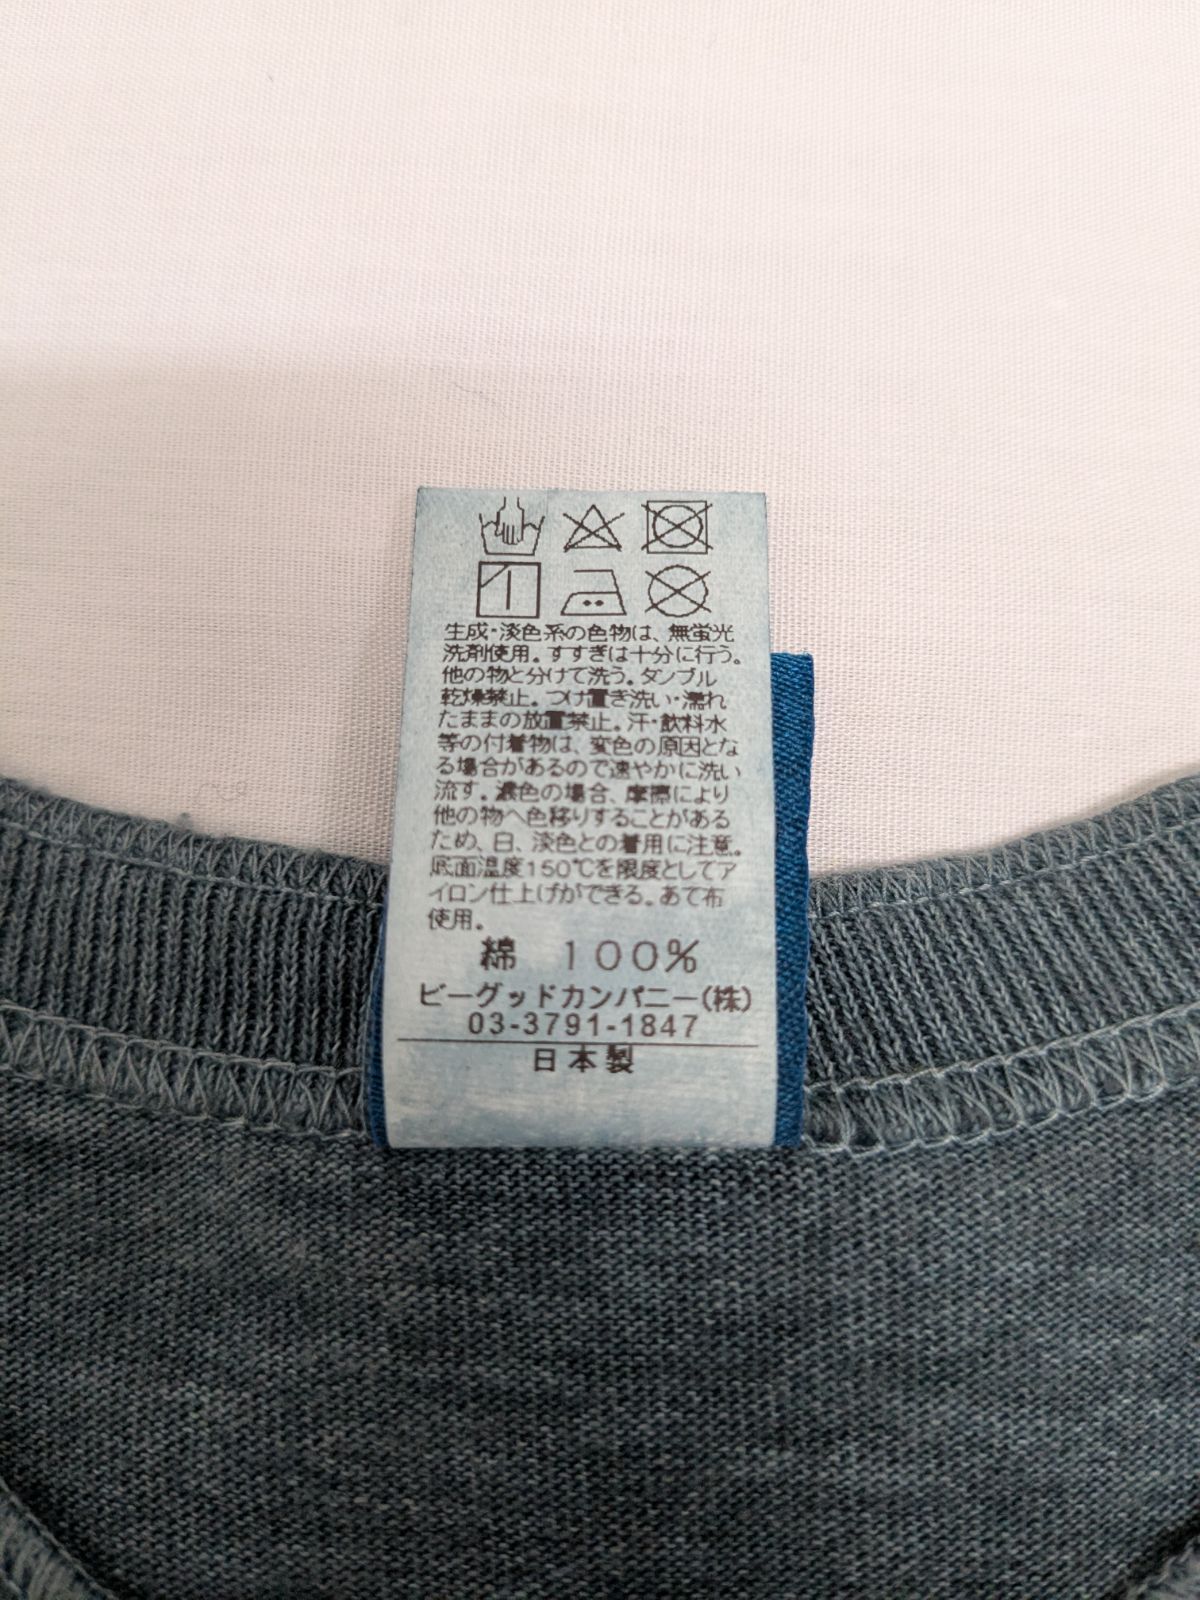 生成・淡色系の色物は、無蛍光
洗剤使用。すすぎは十分に行う。
他の物と分けて洗う。タンブル
乾燥禁止。つけ置き洗い・濡れ
たままの放置禁止。汗・飲料水
等の付着物は、変色の原因とな
る場合があるので速やかに洗い
流す。濃色の場合、摩擦により
他の物へ色移りすることがある
ため、白、淡色との着用に注意。
底面温度150℃を限度としてア
イロン仕上げができる。あて布
使用。
綿 100%
ビーグッドカンパニー(株)
03-3791-1847
日本製